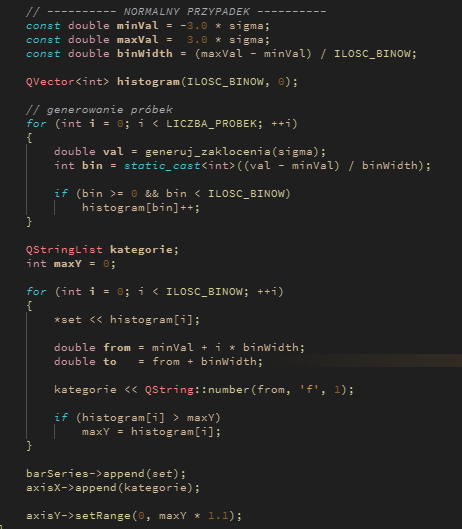 // ---------- NORMALNY PRZYPADEK ----------
const double minVal = -3.0 * sigma;
const double maxVal =  3.0 * sigma;
const double binWidth = (maxVal - minVal) / ILOSC_BINOW;

QVector<int> histogram(ILOSC_BINOW, 0);

// generowanie próbek
for (int i = 0; i < LICZBA_PROBEK; ++i)
{
    double val = generuj_zaklocenia(sigma);
    int bin = static_cast<int>((val - minVal) / binWidth);

    if (bin >= 0 && bin < ILOSC_BINOW)
        histogram[bin]++;
}

QStringList kategorie;
int maxY = 0;

for (int i = 0; i < ILOSC_BINOW; ++i)
{
    *set << histogram[i];

    double from = minVal + i * binWidth;
    double to   = from + binWidth;

    kategorie << QString::number(from, 'f', 1);

    if (histogram[i] > maxY)
        maxY = histogram[i];
}

barSeries->append(set);
axisX->append(kategorie);

axisY->setRange(0, maxY * 1.1);